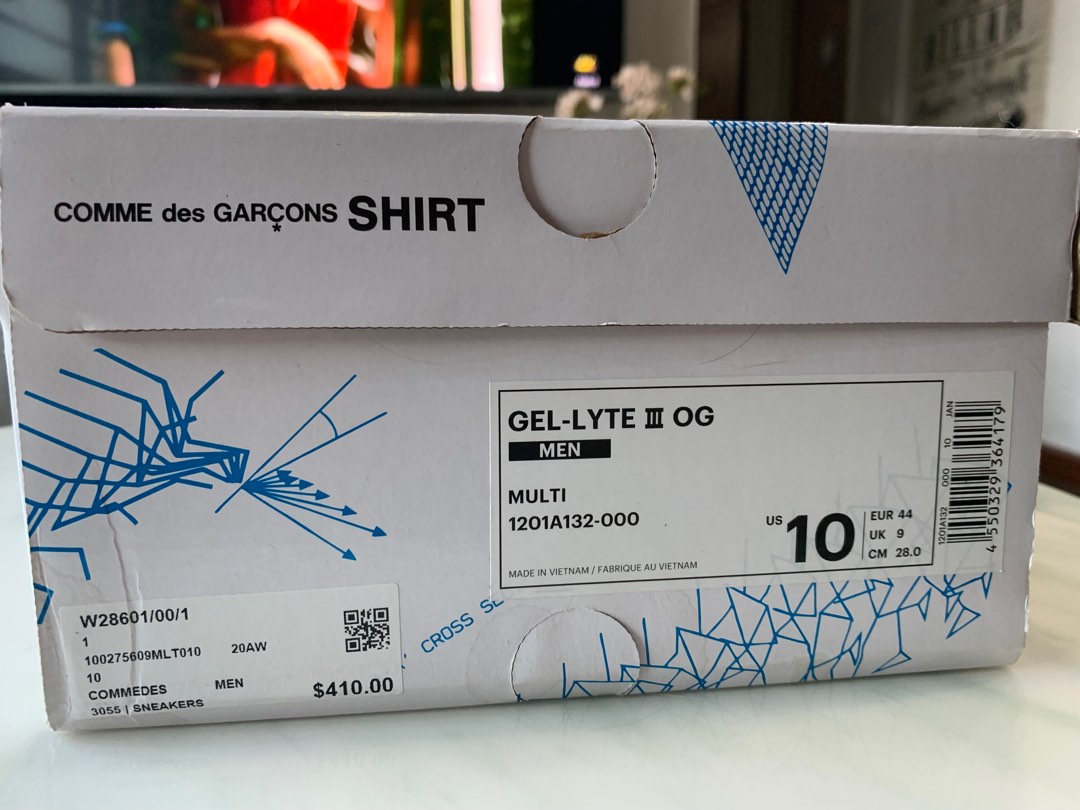 COMME des GARÇONS SHIRT
*
GEL-LYTE III OG
MEN
MULTI
1201A132-000
US 10
EUR 44
UK 9
CM 28.0
MADE IN VIETNAM / FABRIQUE AU VIETNAM
1201A132 000 10 JAN
4 550329 364179
CROSS
W28601/00/1
1
100275609MLT010 20AW
10
COMMEDES MEN
$410.00
3055 | SNEAKERS